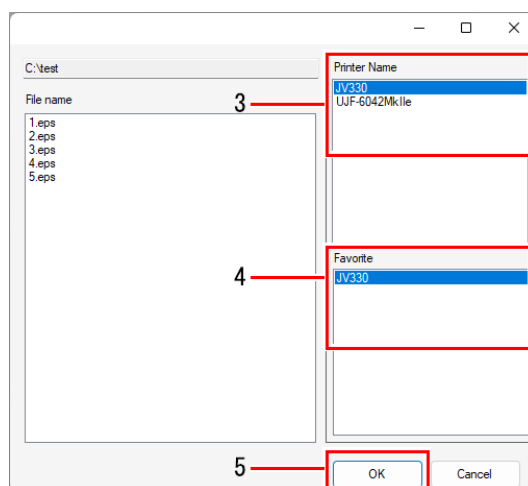 C:\test
File name
1.eps
2.eps
3.eps
4.eps
5.eps
3
Printer Name
JV330
UJF-6042MkIIe
4
Favorite
JV330
5
OK
Cancel